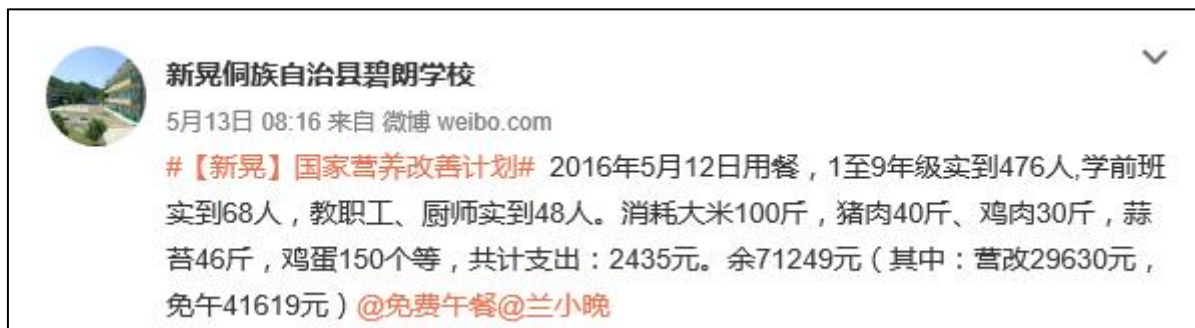 新晃侗族自治县碧朗学校
5月13日 08:16 来自 微博 weibo.com
#【新晃】国家营养改善计划# 2016年5月12日用餐，1至9年级实到476人,学前班
实到68人，教职工、厨师实到48人。消耗大米100斤，猪肉40斤、鸡肉30斤，蒜
苔46斤，鸡蛋150个等，共计支出：2435元。余71249元（其中：营改29630元，
免午41619元）@免费午餐@兰小晚